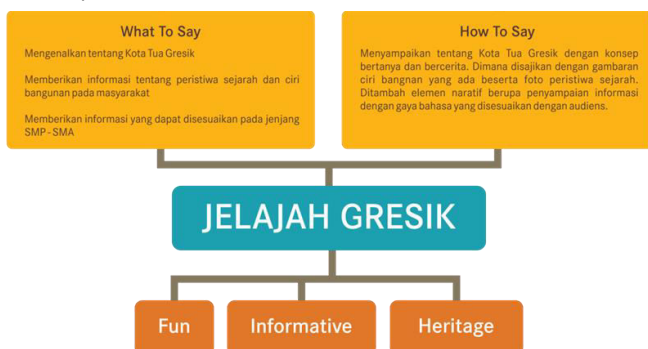 What To Say
Mengenalkan tentang Kota Tua Gresik
Memberikan informasi tentang peristiwa sejarah dan ciri
bangunan pada masyarakat
Memberikan informasi yang dapat disesuaikan pada jenjang
SMP - SMA
How To Say
Menyampaikan tentang Kota Tua Gresik dengan konsep
bertanya dan bercerita. Dimana disajikan dengan gambaran
ciri bangnan yang ada beserta foto peristiwa sejarah.
Ditambah elemen naratif berupa penyampaian informasi
dengan gaya bahasa yang disesuaikan dengan audiens.
JELAJAH GRESIK
Fun
Informative
Heritage